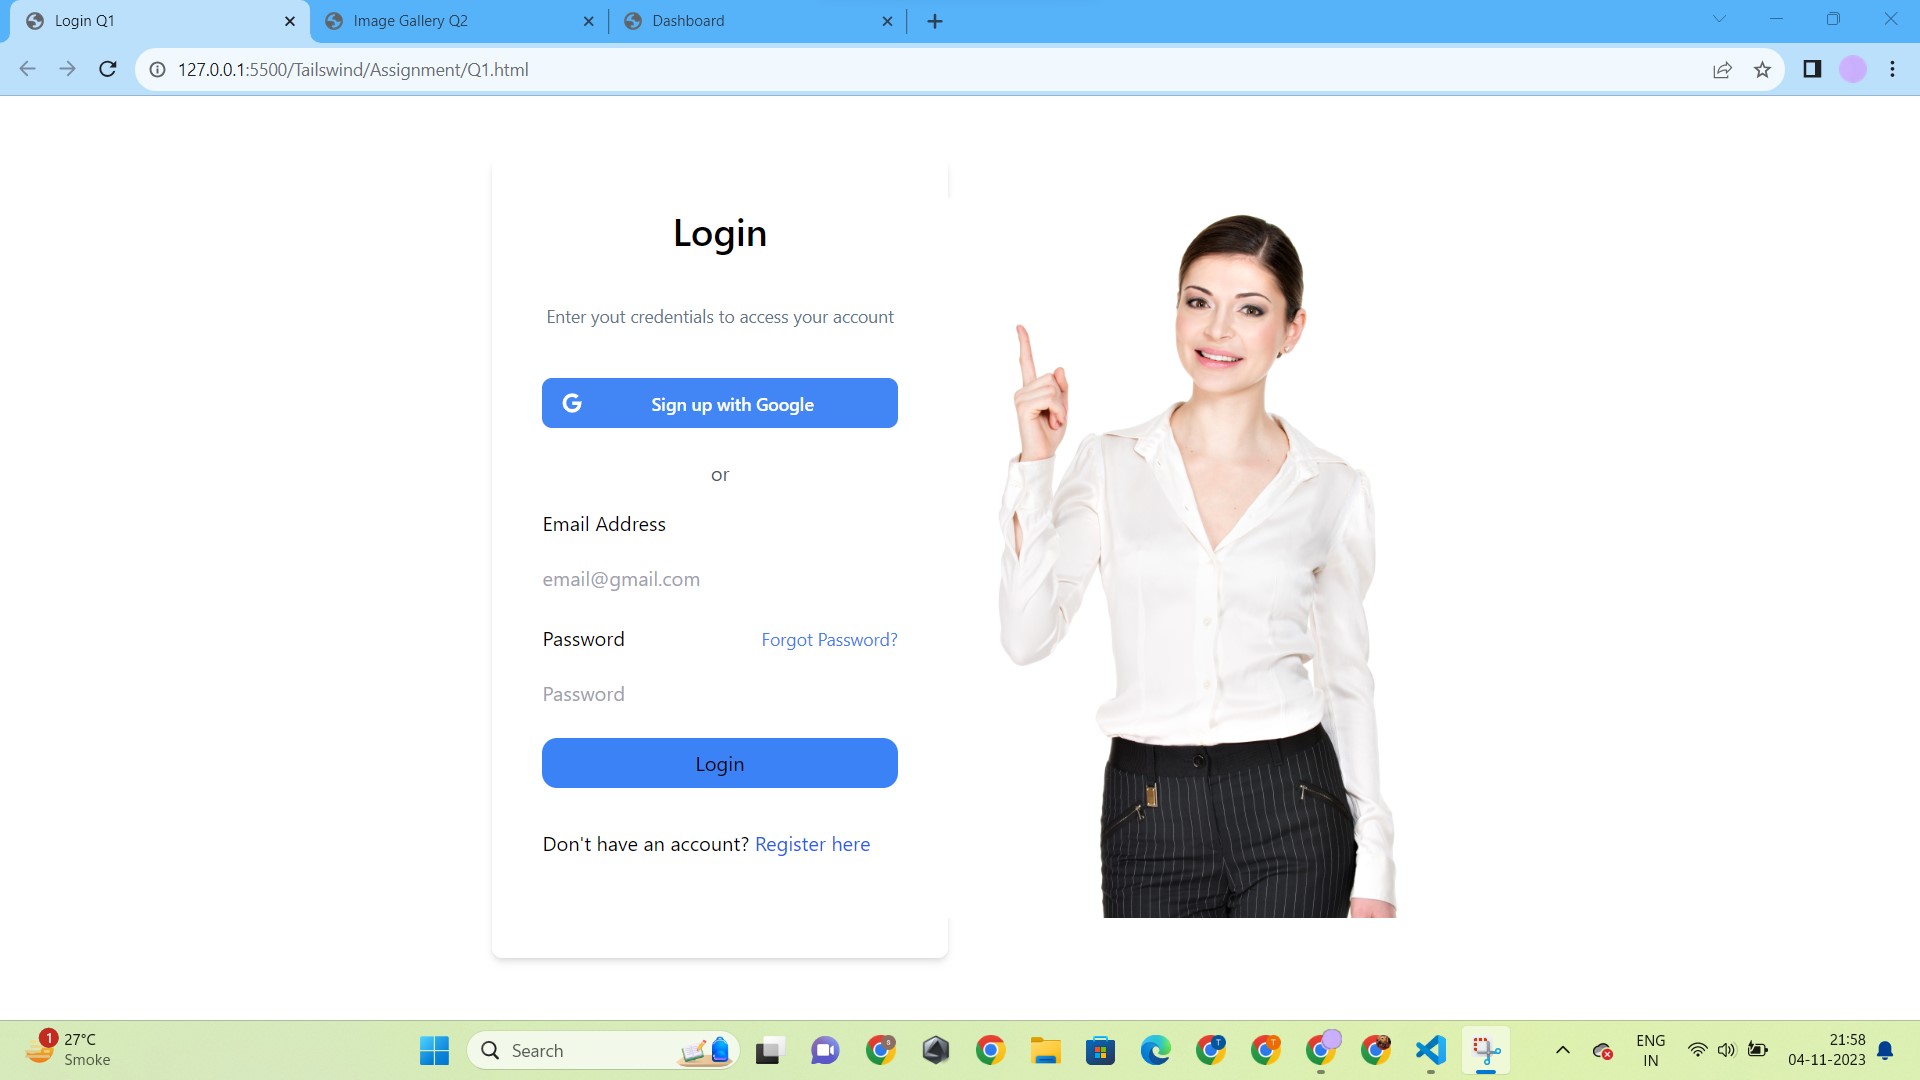 Login Q1
Image Gallery Q2
Dashboard
127.0.0.1:5500/Tailswind/Assignment/Q1.html
Login
Enter yout credentials to access your account
G Sign up with Google
or
Email Address
email@gmail.com
Password Forgot Password?
Password
Login
Don't have an account? Register here
1
27°C
Smoke
Search
S
T
T
ENG
IN
21:58
04-11-2023